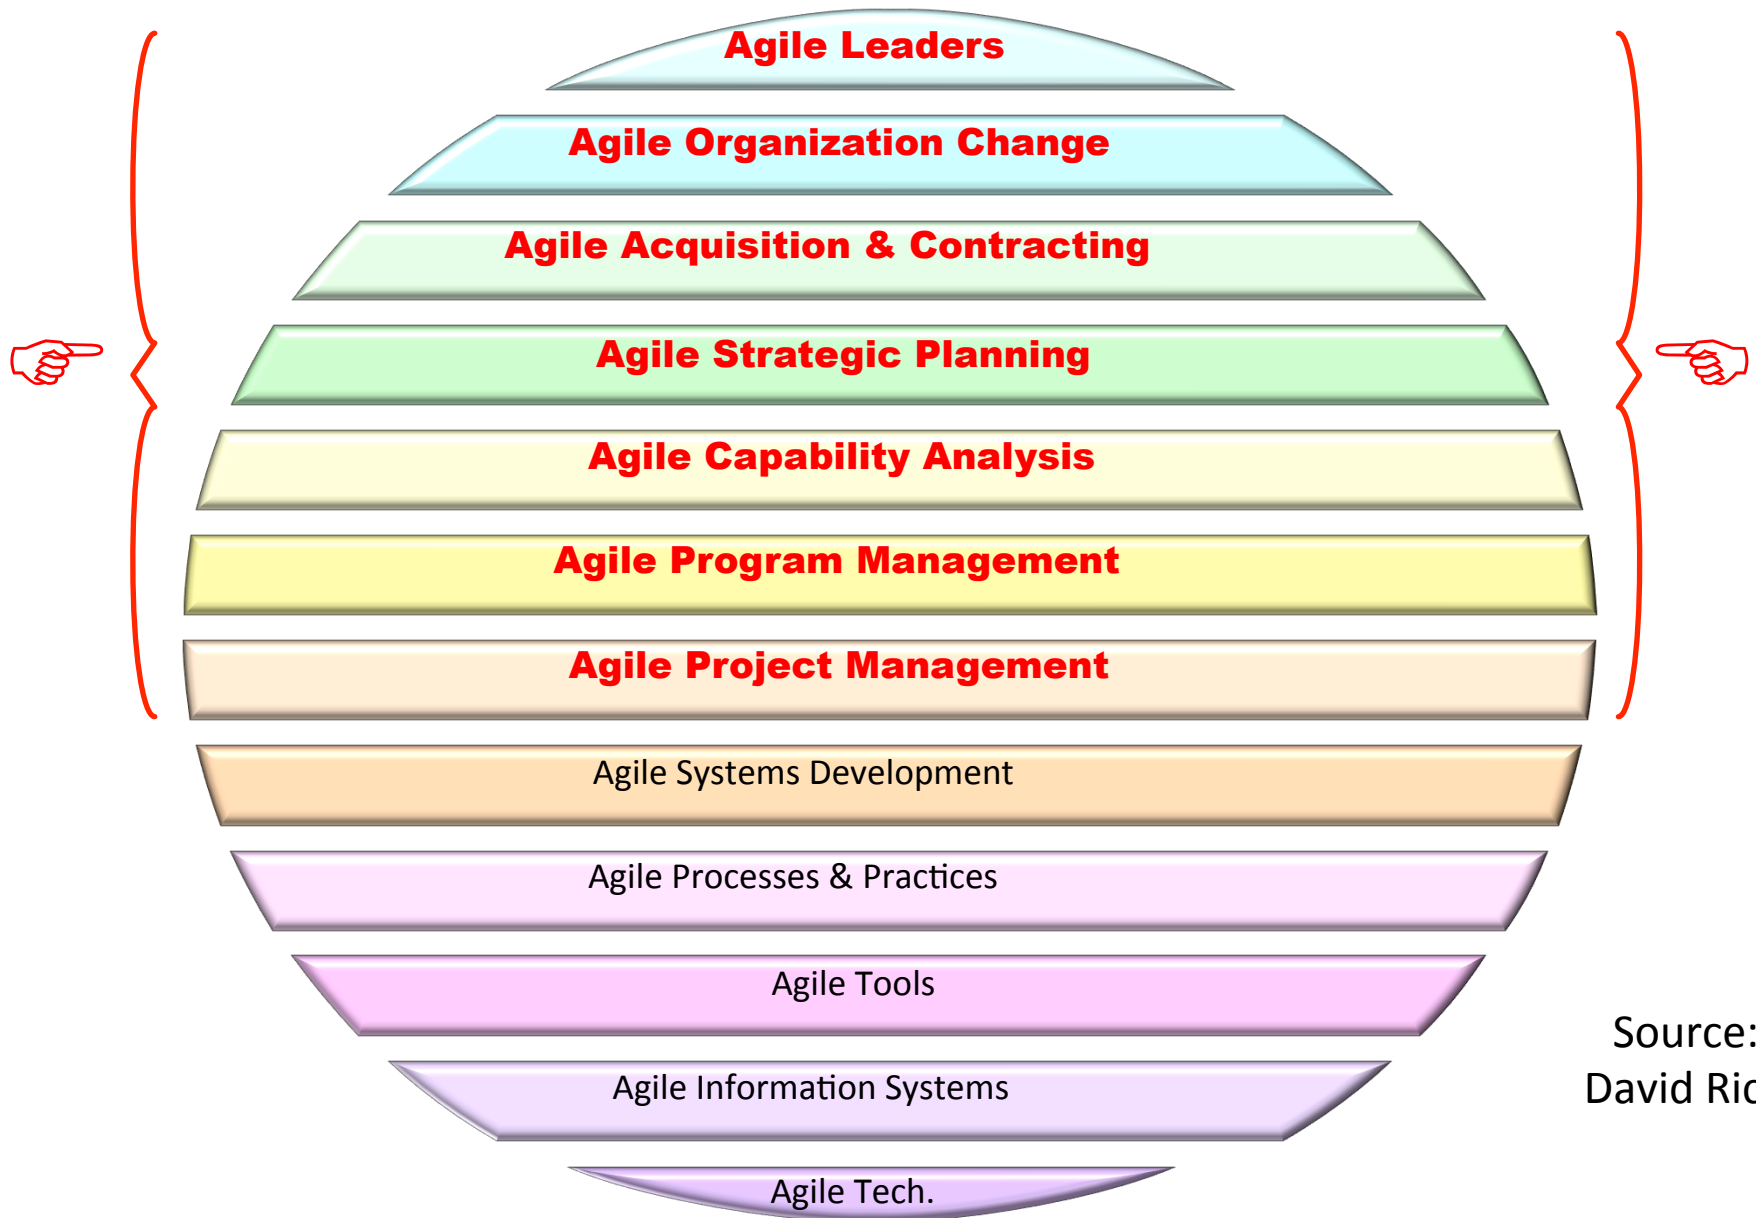 Agile Leaders
Agile Organization Change
Agile Acquisition & Contracting
Agile Strategic Planning
Agile Capability Analysis
Agile Program Management
Agile Project Management
Agile Systems Development
Agile Processes & Practices
Agile Tools
Agile Information Systems
Agile Tech.
Source:
David